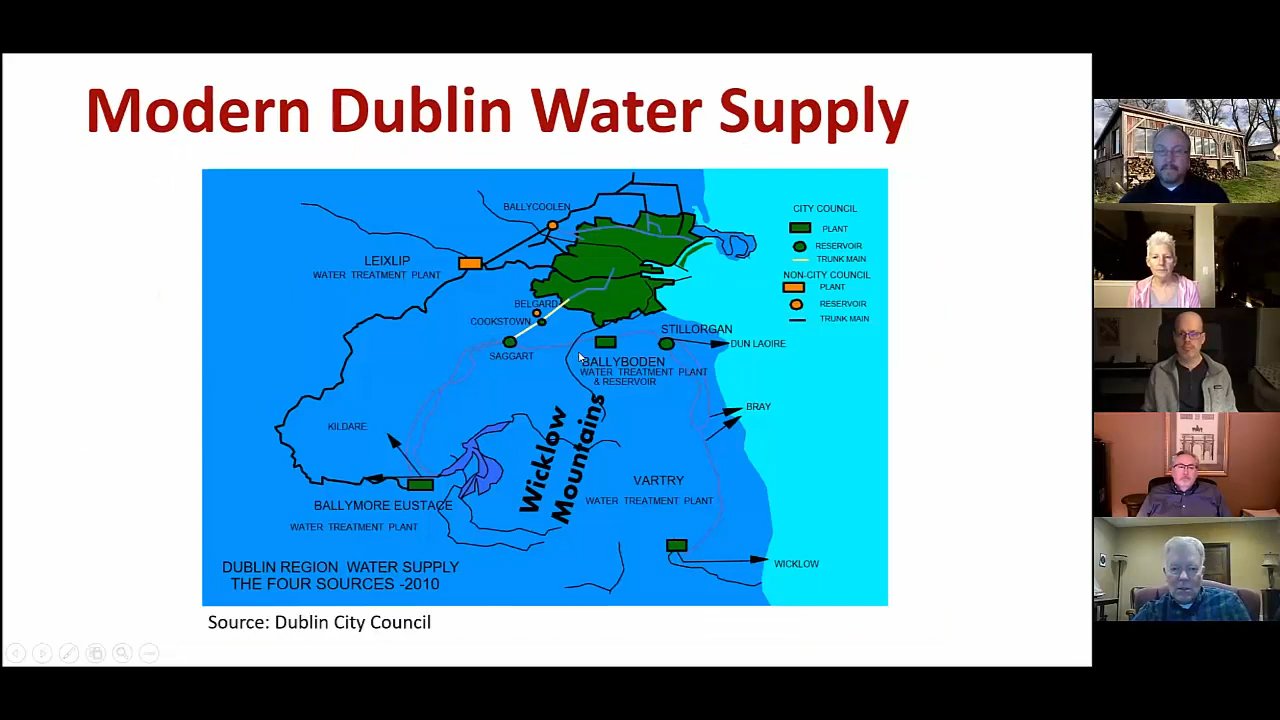 Modern Dublin Water Supply
BALLYCOOLEN
LEIXLIP
WATER TREATMENT PLANT
BELGARD
COOKSTOWN
SAGGART
STILLORGAN
DUN LAOIRE
BALLYBODEN
WATER TREATMENT PLANT
& RESERVOIR
BRAY
KILDARE
Wicklow
Mountains
VARTRY
WATER TREATMENT PLANT
BALLYMORE EUSTACE
WATER TREATMENT PLANT
WICKLOW
DUBLIN REGION WATER SUPPLY
THE FOUR SOURCES -2010
CITY COUNCIL
PLANT
RESERVOIR
TRUNK MAIN
NON-CITY COUNCIL
PLANT
RESERVOIR
TRUNK MAIN
Source: Dublin City Council